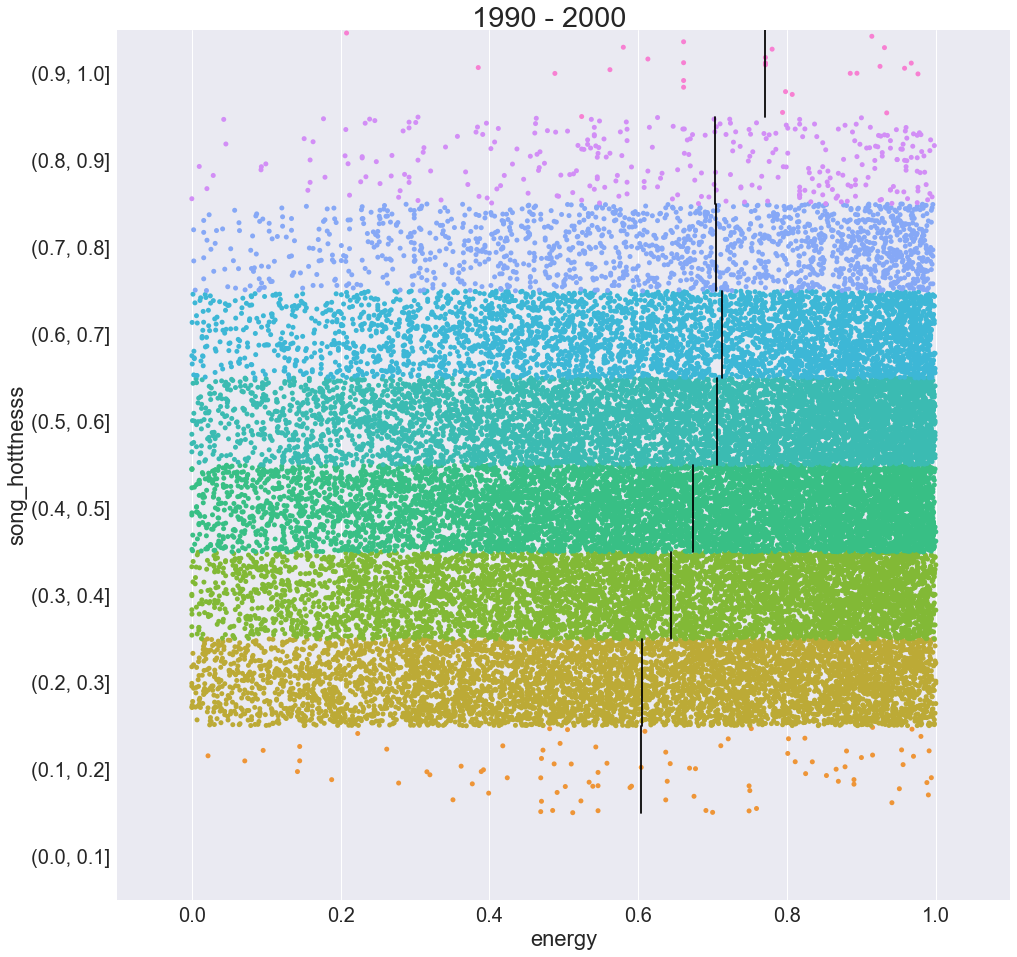 1990 - 2000
(0.9, 1.0]
(0.8, 0.9]
(0.7, 0.8]
(0.6, 0.7]
(0.5, 0.6]
(0.4, 0.5]
(0.3, 0.4]
(0.2, 0.3]
(0.1, 0.2]
(0.0, 0.1]
song_hotttnesss
0.0 0.2 0.4 0.6 0.8 1.0
energy